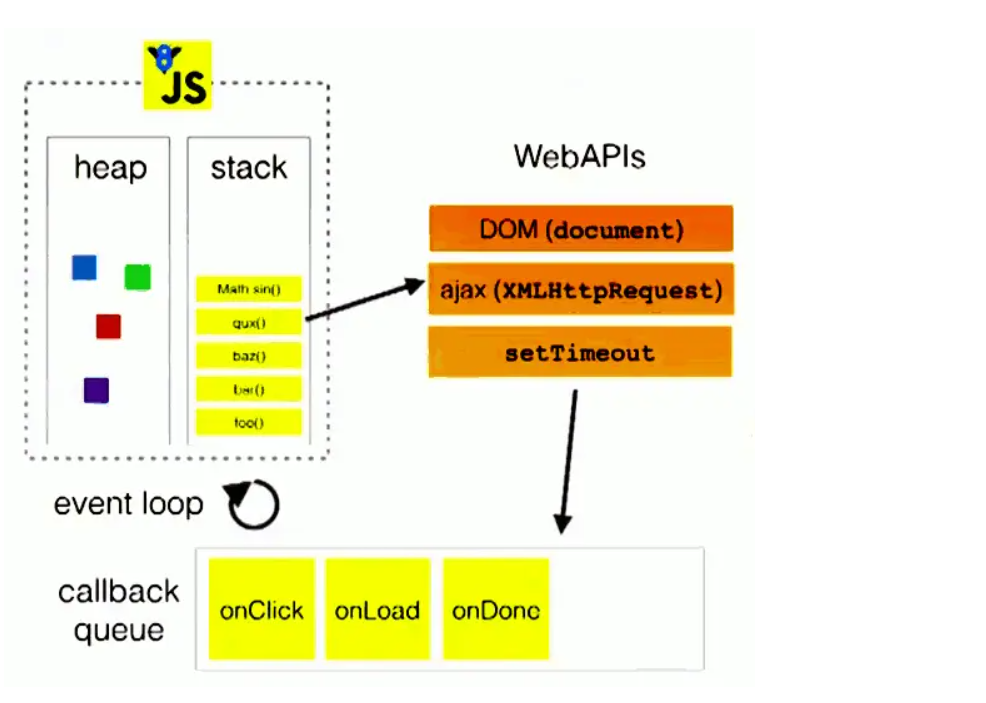 JS
heap
stack
WebAPIs
DOM (document)
ajax (XMLHttpRequest)
setTimeout
Math sin()
qux()
baz()
bar()
foo()
event loop
callback
queue
onClick
onLoad
onDone